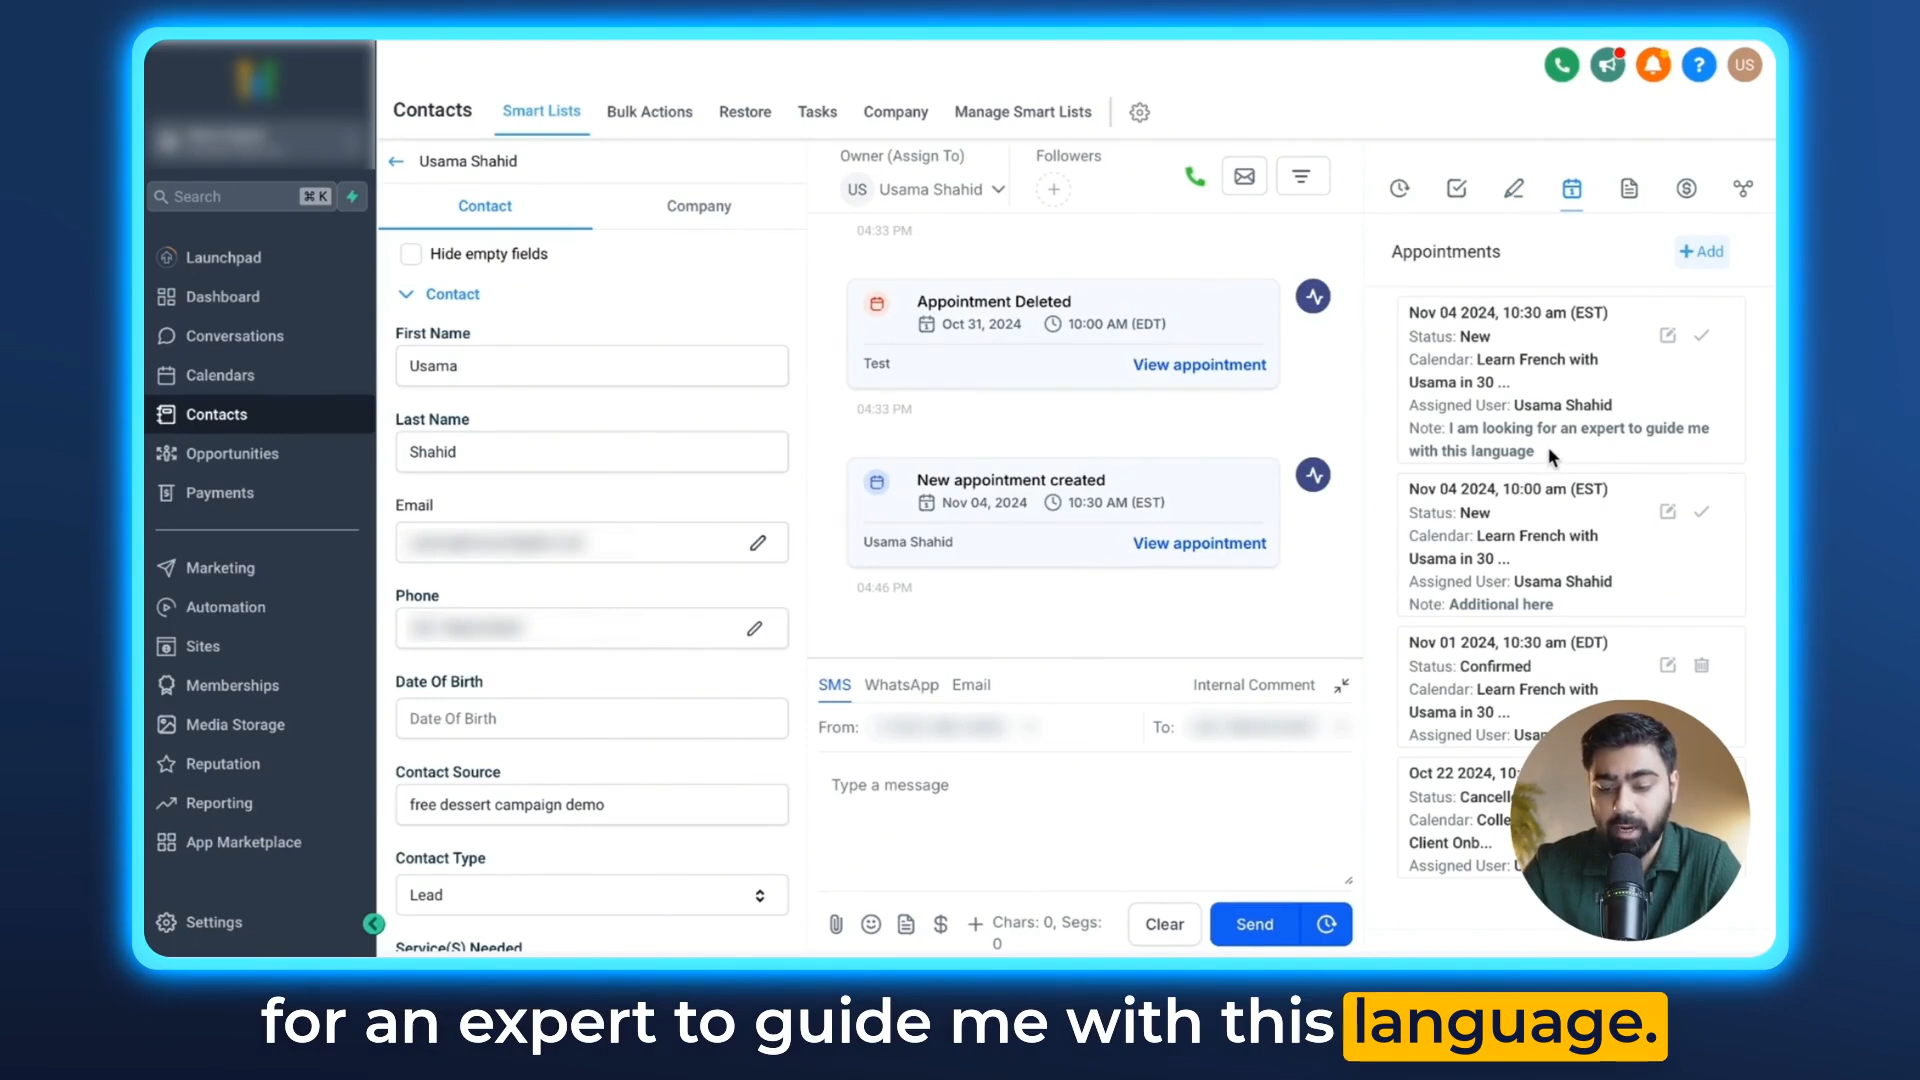 Contacts
Smart Lists
Bulk Actions
Restore
Tasks
Company
Manage Smart Lists
US
Search
⌘ K
Launchpad
Dashboard
Conversations
Calendars
Contacts
Opportunities
Payments
Marketing
Automation
Sites
Memberships
Media Storage
Reputation
Reporting
App Marketplace
Settings
Usama Shahid
Contact
Company
Hide empty fields
Contact
First Name
Usama
Last Name
Shahid
Email
Phone
Date Of Birth
Date Of Birth
Contact Source
free dessert campaign demo
Contact Type
Lead
Service(S) Needed
Owner (Assign To)
Followers
US Usama Shahid
04:33 PM
Appointment Deleted
Oct 31, 2024 10:00 AM (EDT)
Test
View appointment
04:33 PM
New appointment created
Nov 04, 2024 10:30 AM (EST)
Usama Shahid
View appointment
04:46 PM
SMS
WhatsApp
Email
Internal Comment
From:
To:
Type a message
Chars: 0, Segs:
0
Clear
Send
Appointments
+ Add
Nov 04 2024, 10:30 am (EST)
Status: New
Calendar: Learn French with
Usama in 30 ...
Assigned User: Usama Shahid
Note: I am looking for an expert to guide me
with this language
Nov 04 2024, 10:00 am (EST)
Status: New
Calendar: Learn French with
Usama in 30 ...
Assigned User: Usama Shahid
Note: Additional here
Nov 01 2024, 10:30 am (EDT)
Status: Confirmed
Calendar: Learn French with
Usama in 30 ...
Assigned User:
Oct 22 2024, 10:
Status:
Calendar:
Client Onb...
Assigned User:
for an expert to guide me with this language.